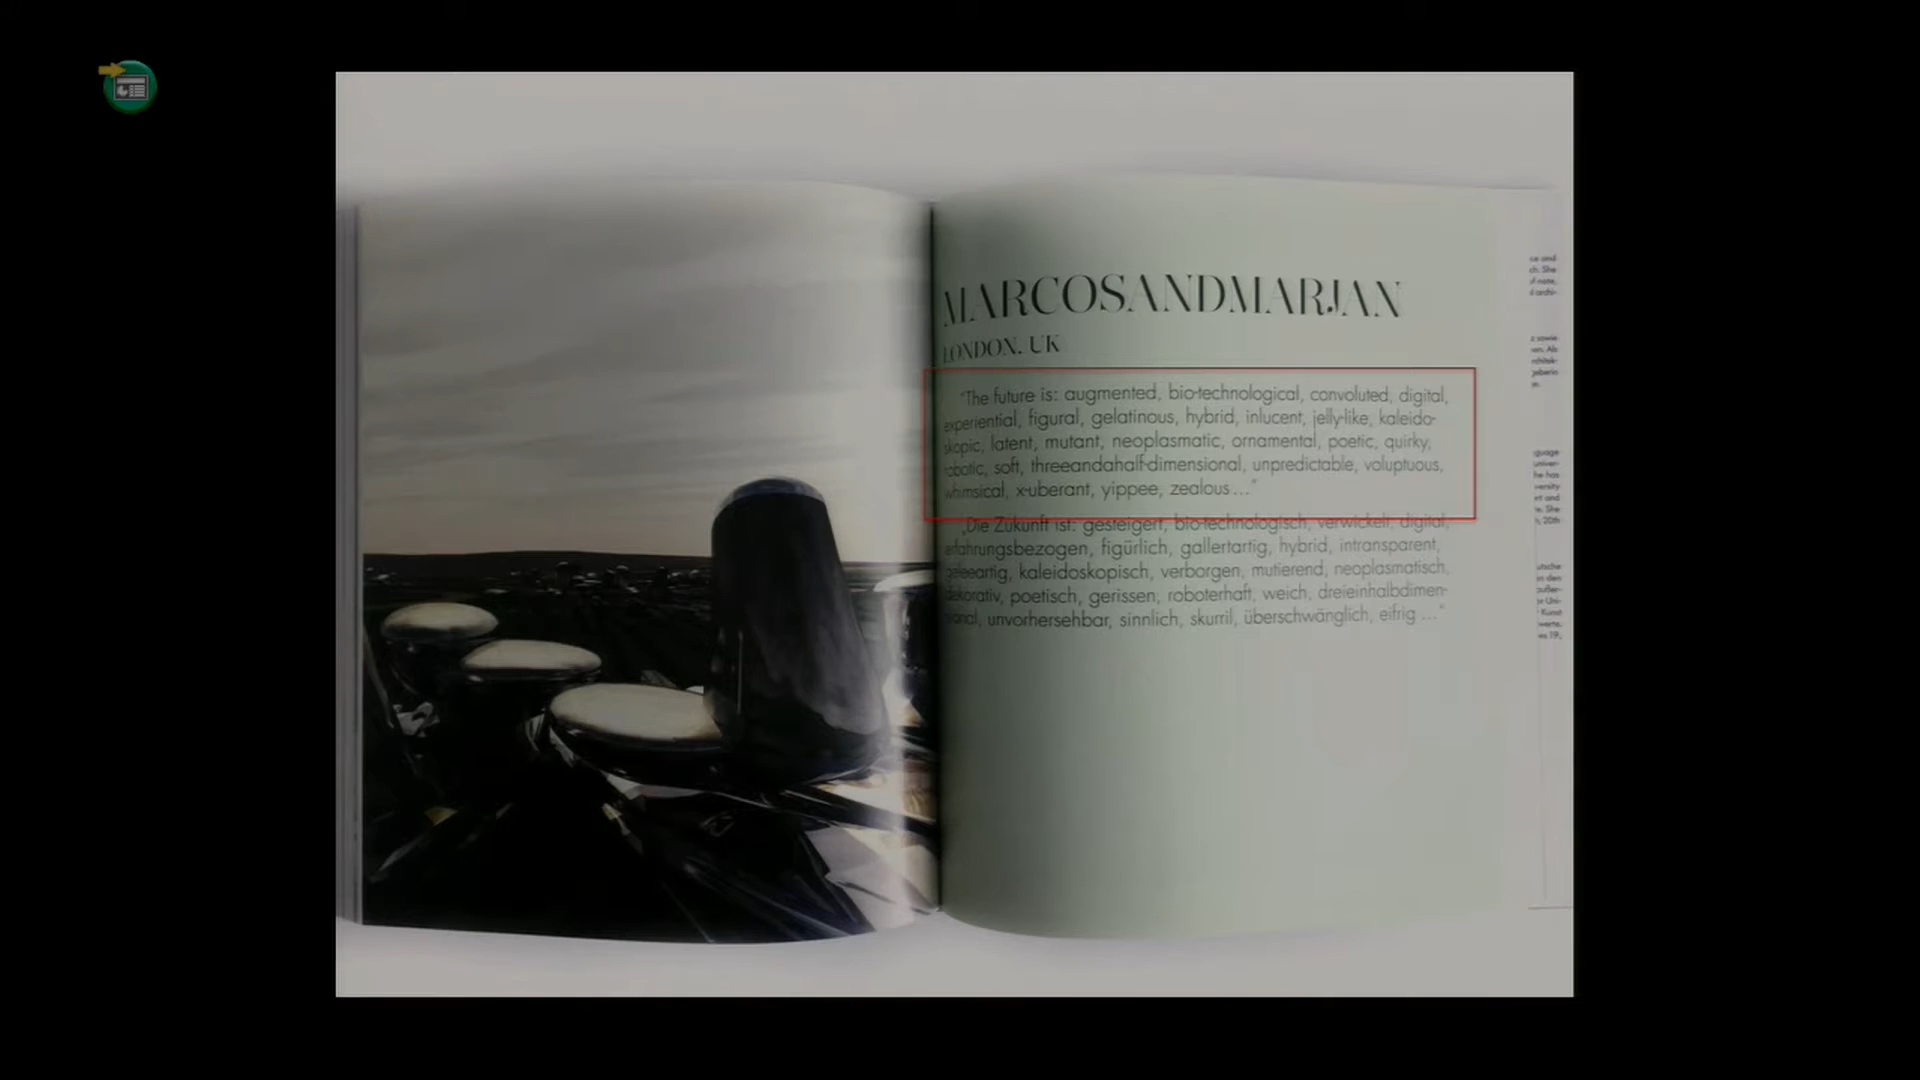 MARCOSANDMARJAN
LONDON, UK
"The future is: augmented, bio-technological, convoluted, digital,
experiential, figural, gelatinous, hybrid, inlucent, jelly-like, kaleido-
skopic, latent, mutant, neoplasmatic, ornamental, poetic, quirky,
robotic, soft, threeandahalf-dimensional, unpredictable, voluptuous,
whimsical, x-uberant, yippee, zealous ..."
„Die Zukunft ist: gesteigert, bio-technologisch, verwickelt, digital,
erfahrungsbezogen, figürlich, gallertartig, hybrid, intransparent,
geleeartig, kaleidoskopisch, verborgen, mutierend, neoplasmatisch,
dekorativ, poetisch, gerissen, roboterhaft, weich, dreieinhalbdimen-
sional, unvorhersehbar, sinnlich, skurril, überschwänglich, eifrig ..."